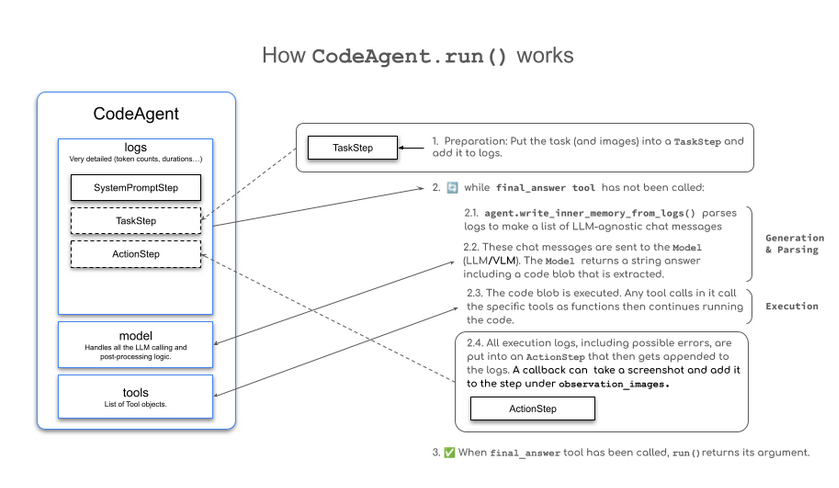 How CodeAgent.run() works
CodeAgent
logs
Very detailed (token counts, durations...)
SystemPromptStep
TaskStep
ActionStep
model
Handles all the LLM calling and
post-processing logic.
tools
List of Tool objects.
TaskStep
1. Preparation: Put the task (and images) into a TaskStep and
add it to logs.
2. 🔄 while final_answer tool has not been called:
2.1. agent.write_inner_memory_from_logs() parses
logs to make a list of LLM-agnostic chat messages
2.2. These chat messages are sent to the Model
(LLM/VLM). The Model returns a string answer
including a code blob that is extracted.
Generation
& Parsing
2.3. The code blob is executed. Any tool calls in it call
the specific tools as functions then continues running
the code.
Execution
2.4. All execution logs, including possible errors, are
put into an ActionStep that then gets appended to
the logs. A callback can take a screenshot and add it
to the step under observation_images.
ActionStep
3. ✅ When final_answer tool has been called, run() returns its argument.